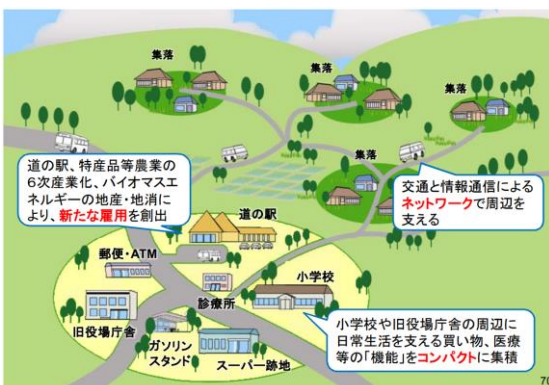 集落
集落
集落
集落
道の駅、特産品等農業の
6次産業化、バイオマスエ
ネルギーの地産・地消に
より、新たな雇用を創出
交通と情報通信による
ネットワークで周辺を
支える
道の駅
郵便・ATM
小学校
診療所
旧役場庁舎
ガソリン
スタンド
スーパー跡地
小学校や旧役場庁舎の周辺に
日常生活を支える買い物、医療
等の「機能」をコンパクトに集積